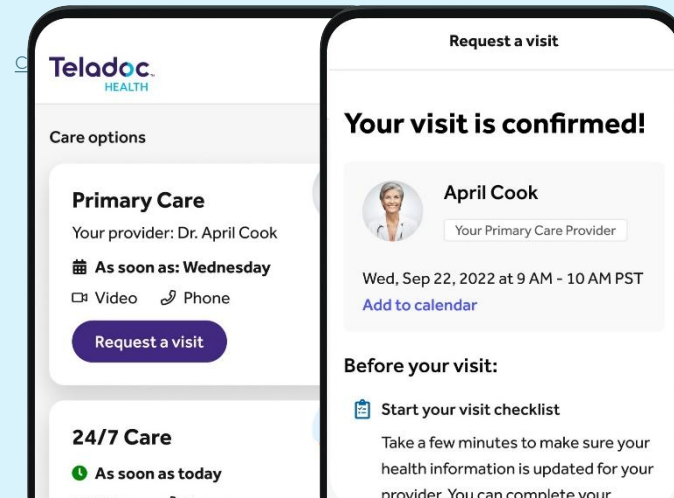 Teladoc
HEALTH
Care options
Primary Care
Your provider: Dr. April Cook
As soon as: Wednesday
Video Phone
Request a visit
24/7 Care
As soon as today
Request a visit
Your visit is confirmed!
April Cook
Your Primary Care Provider
Wed, Sep 22, 2022 at 9 AM - 10 AM PST
Add to calendar
Before your visit:
Start your visit checklist
Take a few minutes to make sure your
health information is updated for your
provider. You can complete your